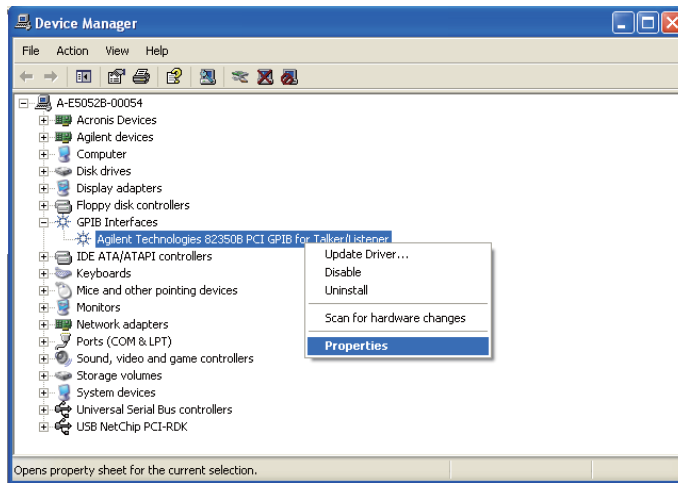 Device Manager
File Action View Help
A-E5052B-00054
Acronis Devices
Agilent devices
Computer
Disk drives
Display adapters
Floppy disk controllers
GPIB Interfaces
Agilent Technologies 82350B PCI GPIB for Talker/Listener
Update Driver...
IDE ATA/ATAPI controllers
Disable
Keyboards
Uninstall
Mice and other pointing devices
Monitors
Scan for hardware changes
Network adapters
Ports (COM & LPT)
Properties
Sound, video and game controllers
Storage volumes
System devices
Universal Serial Bus controllers
USB NetChip PCI-RDK
Opens property sheet for the current selection.